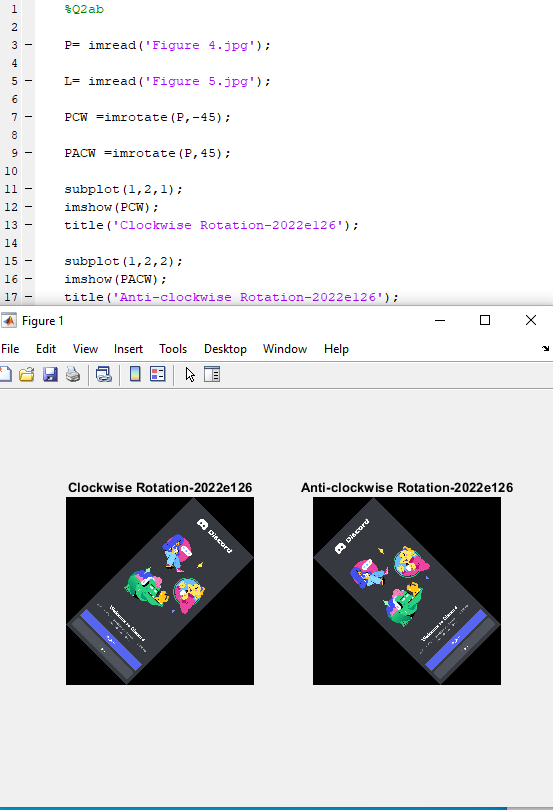 1 %Q2ab
2
3 – P= imread('Figure 4.jpg');
4
5 – L= imread('Figure 5.jpg');
6
7 – PCW =imrotate(P,-45);
8
9 – PACW =imrotate(P,45);
10
11 – subplot(1,2,1);
12 – imshow(PCW);
13 – title('Clockwise Rotation-2022e126');
14
15 – subplot(1,2,2);
16 – imshow(PACW);
17 – title('Anti-clockwise Rotation-2022e126');
Figure 1
File Edit View Insert Tools Desktop Window Help
Clockwise Rotation-2022e126 Anti-clockwise Rotation-2022e126
Discord Discord
Welcome to Discord Welcome to Discord